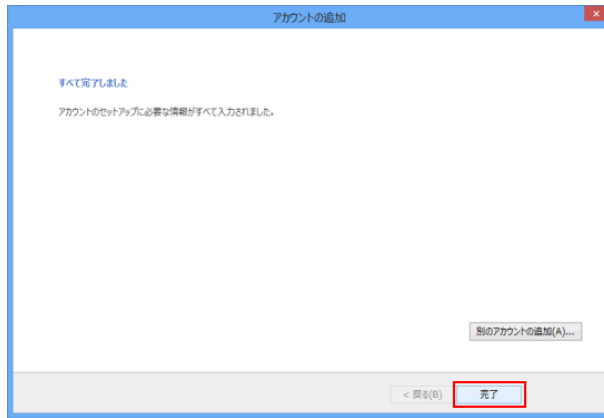 アカウントの追加
すべて完了しました
アカウントのセットアップに必要な情報がすべて入力されました。
別のアカウントの追加(A)...
< 戻る(B)
完了